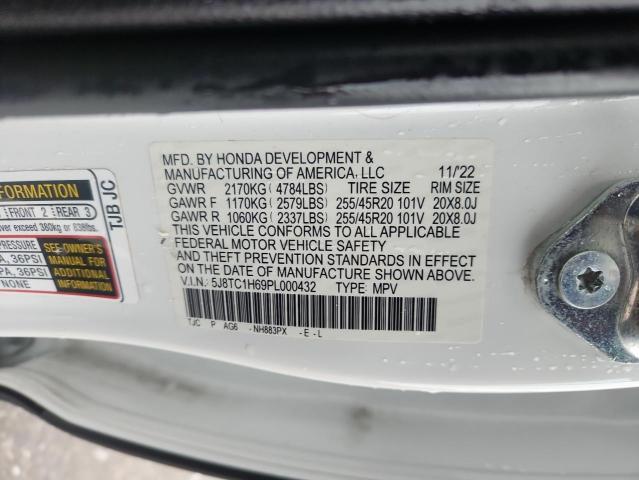 MFD. BY HONDA DEVELOPMENT &
MANUFACTURING OF AMERICA, LLC 11/22
GVWR 2170KG (4784LBS) TIRE SIZE RIM SIZE
GAWR F 1170KG (2579LBS) 255/45R20 101V 20X8.0J
GAWR R 1060KG (2337LBS) 255/45R20 101V 20X8.0J
THIS VEHICLE CONFORMS TO ALL APPLICABLE
FEDERAL MOTOR VEHICLE SAFETY
AND THEFT PREVENTION STANDARDS IN EFFECT ON
THE DATE OF MANUFACTURE SHOWN ABOVE.
V.I.N.: 5J8TC1H69PL000432 TYPE: MPV
TJC P AG6 -NH883PX -E-L
FORMATION
FRONT 2 REAR 3
ver exceed 380kg or 838lbs.
PRESSURE SEE OWNER'S
A, 36PSI MANUAL FOR
PA, 36PSI ADDITIONAL
NONE INFORMATION
TJB JC